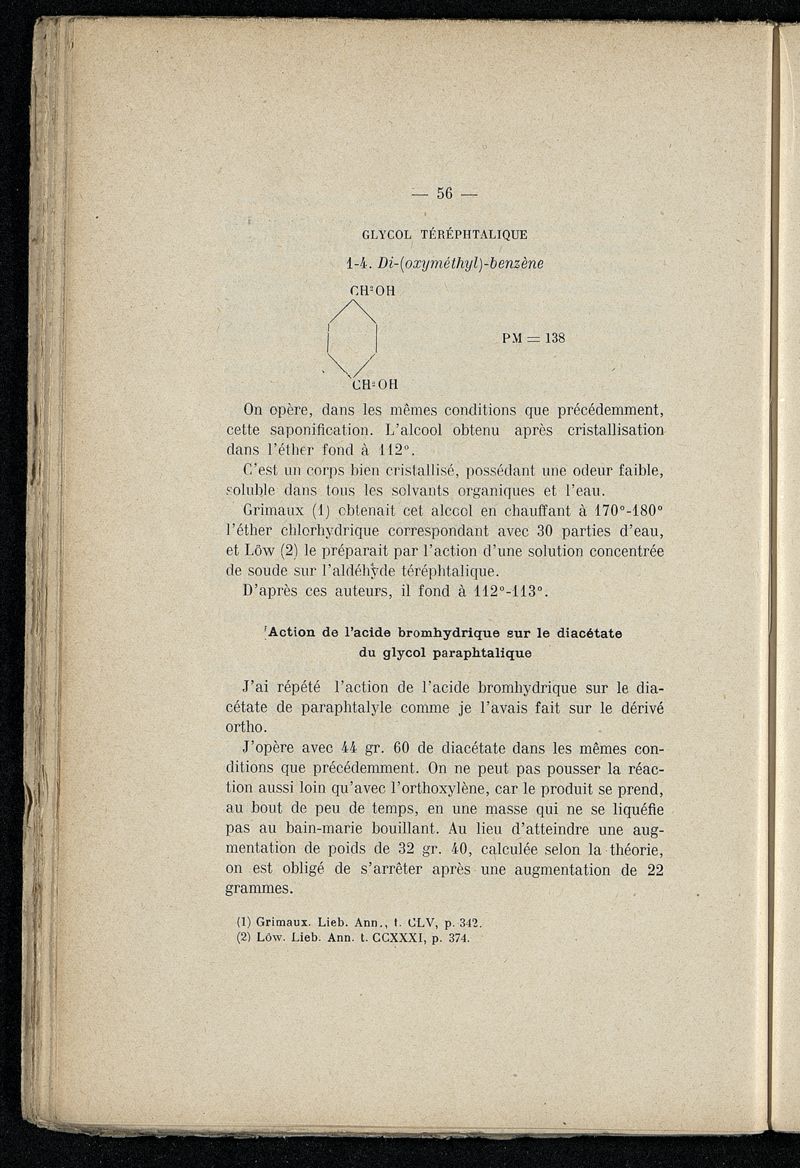 — 56 —
GLYCOL TÉRÉPHTALIQUE
1-4. Di-(oxyméthyl)-benzène
CH²OH
PM = 138
CH²OH
On opère, dans les mêmes conditions que précédemment,
cette saponification. L'alcool obtenu après cristallisation
dans l'éther fond à 112°.
C'est un corps bien cristallisé, possédant une odeur faible,
soluble dans tous les solvants organiques et l'eau.
Grimaux (1) obtenait cet alcool en chauffant à 170°-180°
l'éther chlorhydrique correspondant avec 30 parties d'eau,
et Löw (2) le préparait par l'action d'une solution concentrée
de soude sur l'aldéhyde téréphtalique.
D'après ces auteurs, il fond à 112°-113°.
Action de l'acide bromhydrique sur le diacétate
du glycol paraphtalique
J'ai répété l'action de l'acide bromhydrique sur le dia-
cétate de paraphtalyle comme je l'avais fait sur le dérivé
ortho.
J'opère avec 44 gr. 60 de diacétate dans les mêmes con-
ditions que précédemment. On ne peut pas pousser la réac-
tion aussi loin qu'avec l'orthoxylène, car le produit se prend,
au bout de peu de temps, en une masse qui ne se liquéfie
pas au bain-marie bouillant. Au lieu d'atteindre une aug-
mentation de poids de 32 gr. 40, calculée selon la théorie,
on est obligé de s'arrêter après une augmentation de 22
grammes.
(1) Grimaux. Lieb. Ann., t. CLV, p. 342.
(2) Löw. Lieb. Ann. t. CCXXXI, p. 374.